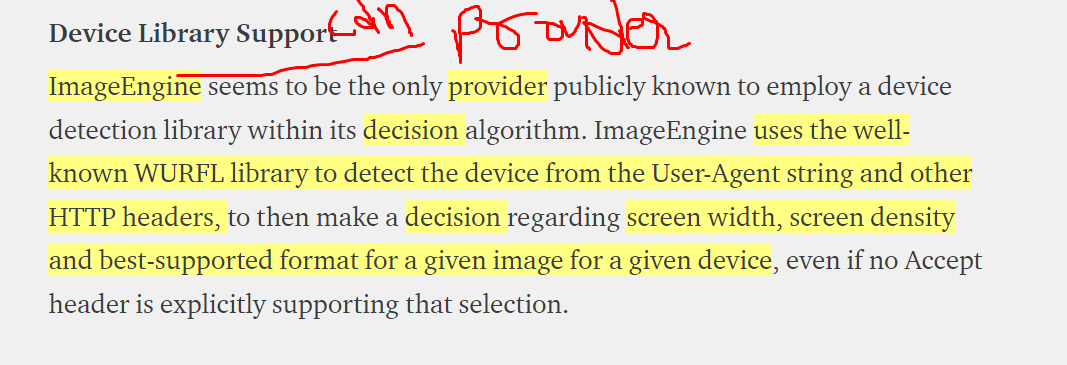 Device Library Support
cdn provider
ImageEngine seems to be the only provider publicly known to employ a device
detection library within its decision algorithm. ImageEngine uses the well-
known WURFL library to detect the device from the User-Agent string and other
HTTP headers, to then make a decision regarding screen width, screen density
and best-supported format for a given image for a given device, even if no Accept
header is explicitly supporting that selection.